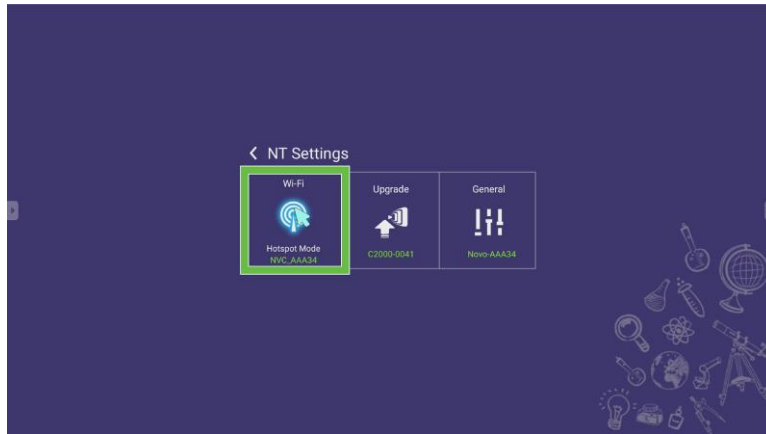 NT Settings
Wi-Fi
Hotspot Mode
NVC_AAA34
Upgrade
C2000-0041
General
Novo-AAA34